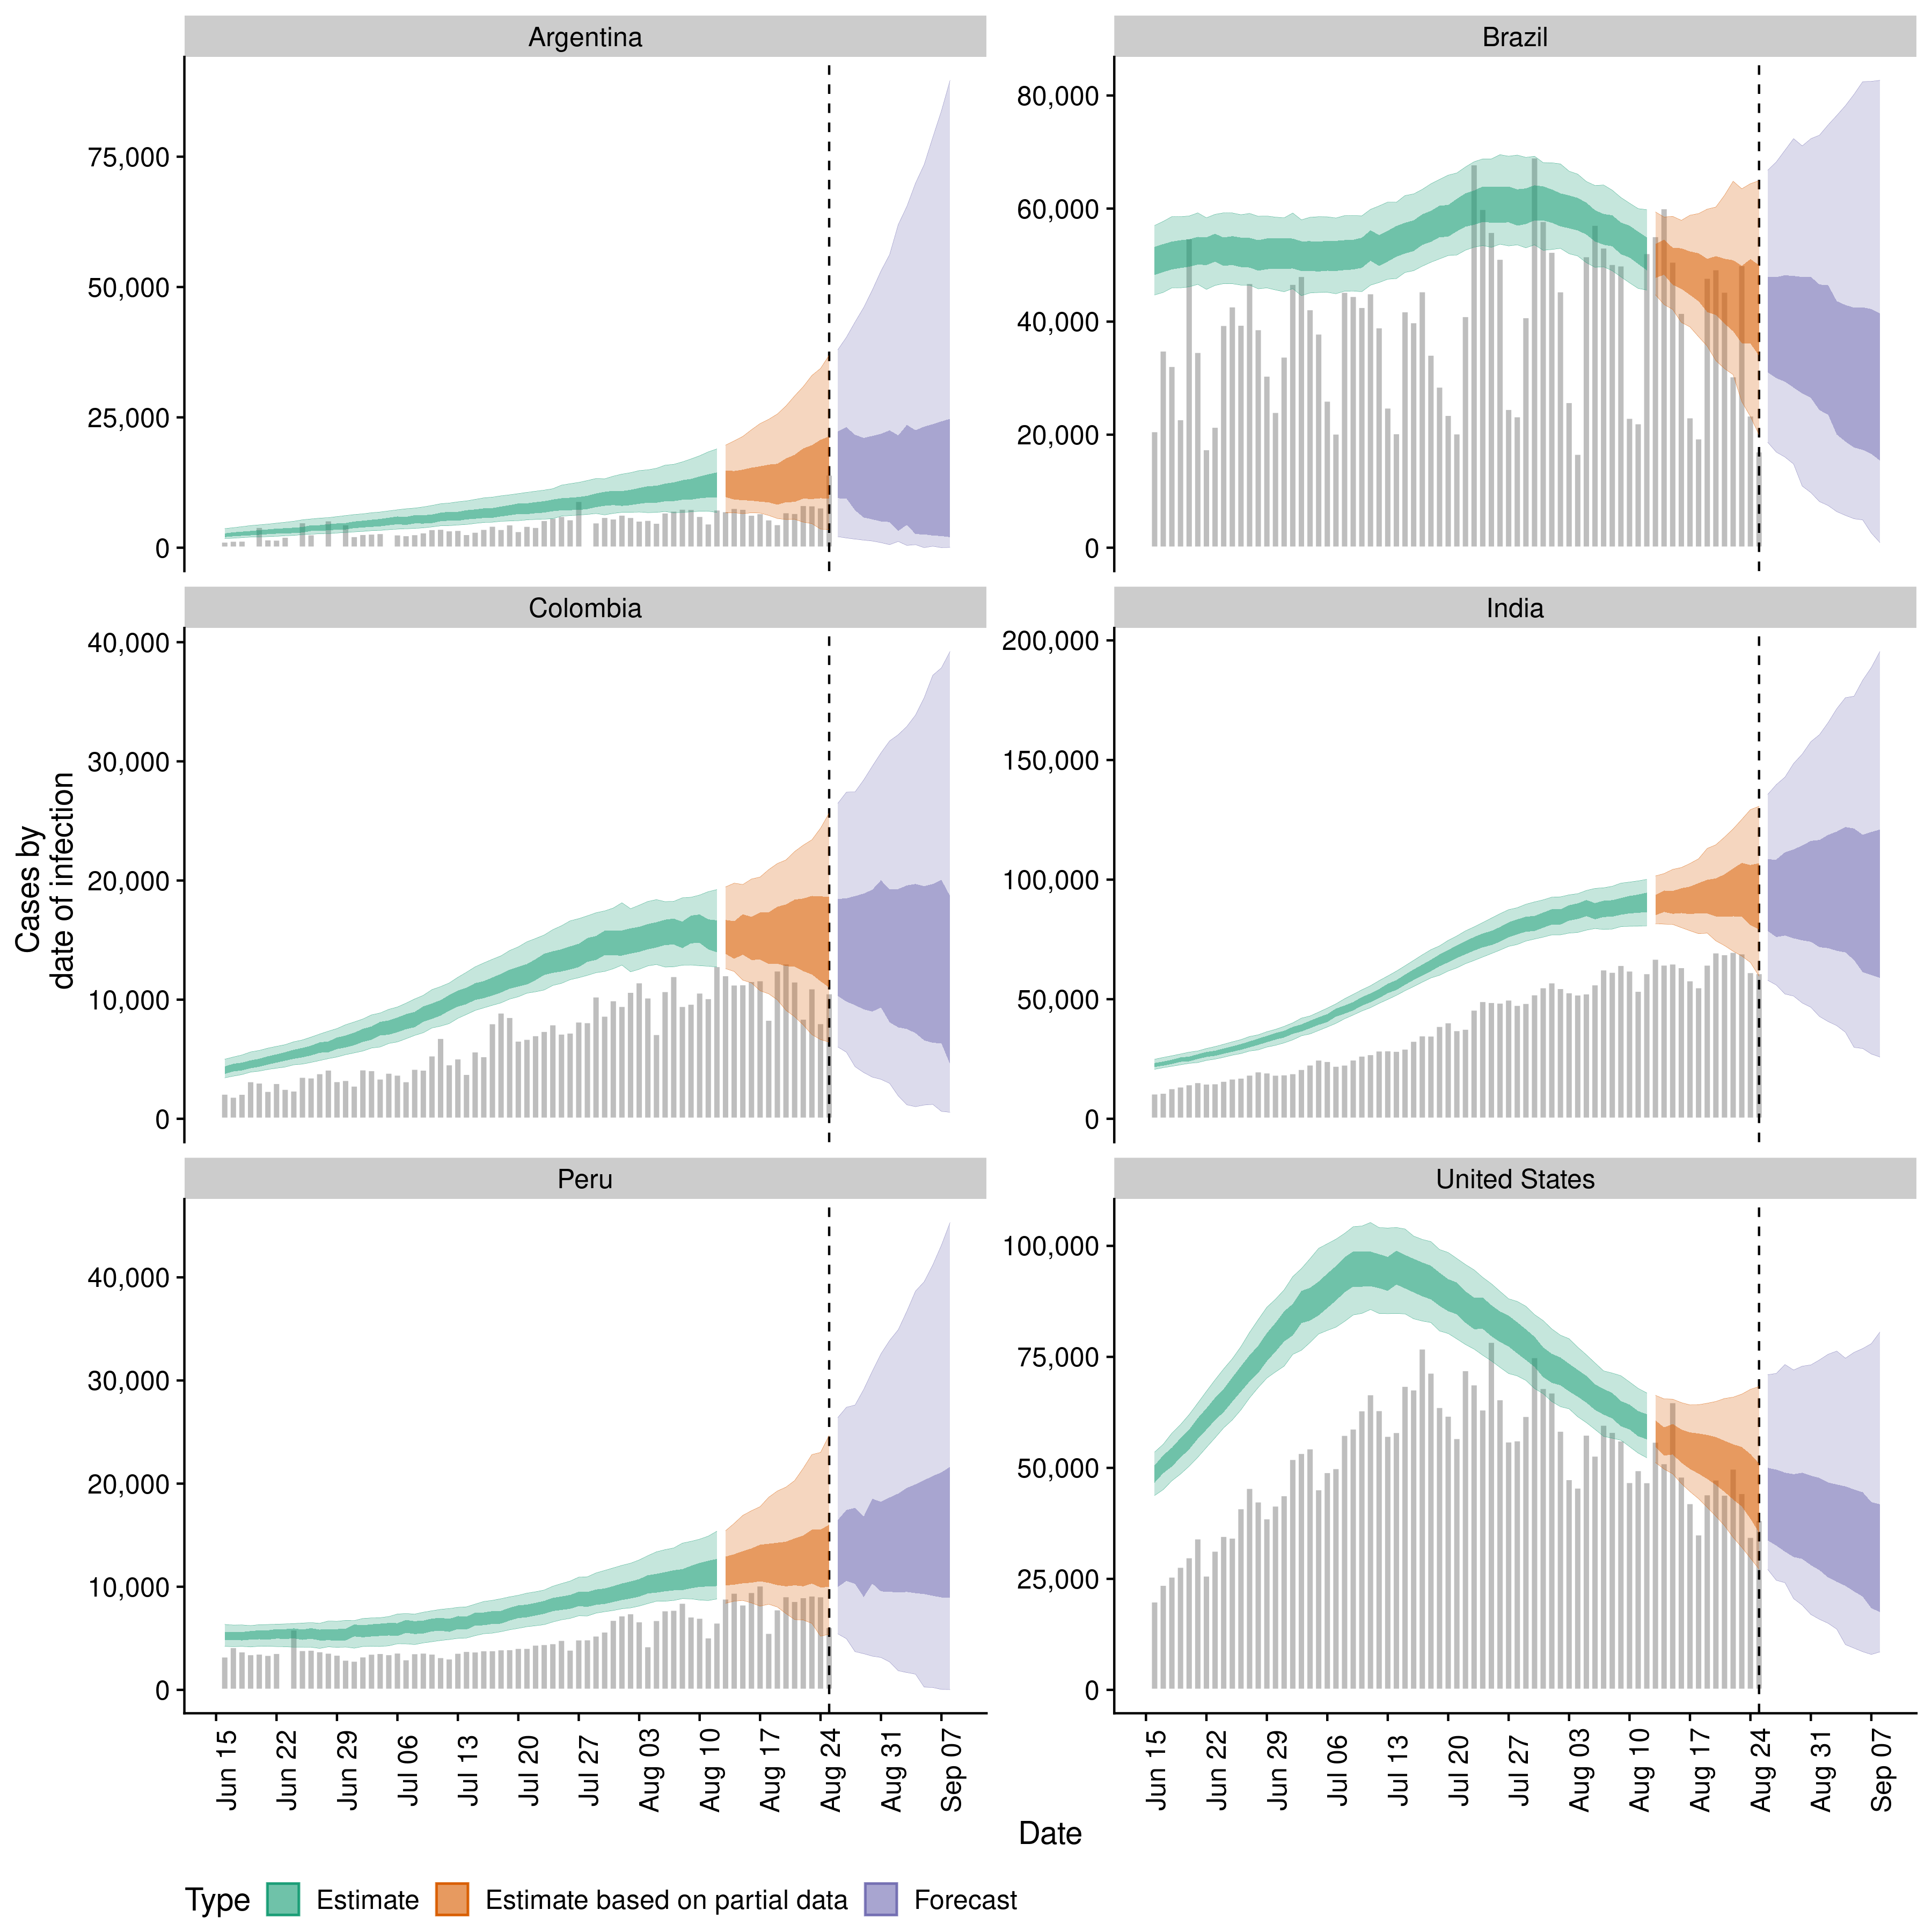 Argentina
Brazil
75,000
50,000
25,000
0
80,000
60,000
40,000
20,000
0
Colombia
India
40,000
30,000
20,000
10,000
0
200,000
150,000
100,000
50,000
0
Cases by
date of infection
Peru
United States
40,000
30,000
20,000
10,000
0
100,000
75,000
50,000
25,000
0
Jun 15
Jun 22
Jun 29
Jul 06
Jul 13
Jul 20
Jul 27
Aug 03
Aug 10
Aug 17
Aug 24
Aug 31
Sep 07
Jun 15
Jun 22
Jun 29
Jul 06
Jul 13
Jul 20
Jul 27
Aug 03
Aug 10
Aug 17
Aug 24
Aug 31
Sep 07
Date
Type Estimate Estimate based on partial data Forecast